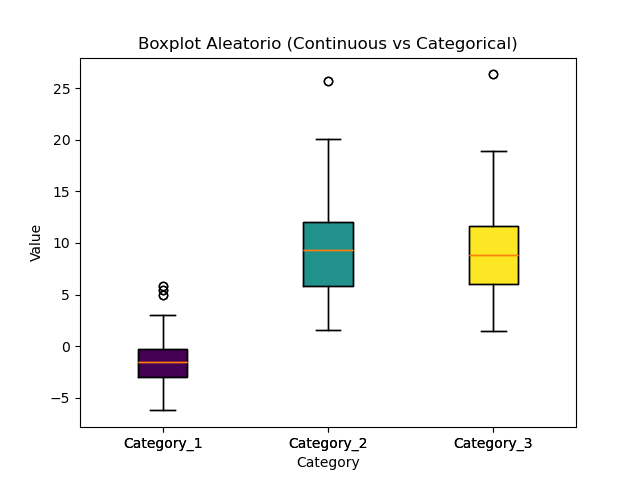 Boxplot Aleatorio (Continuous vs Categorical)
25
20
15
10
5
0
−5
Value
Category_1
Category_2
Category_3
Category